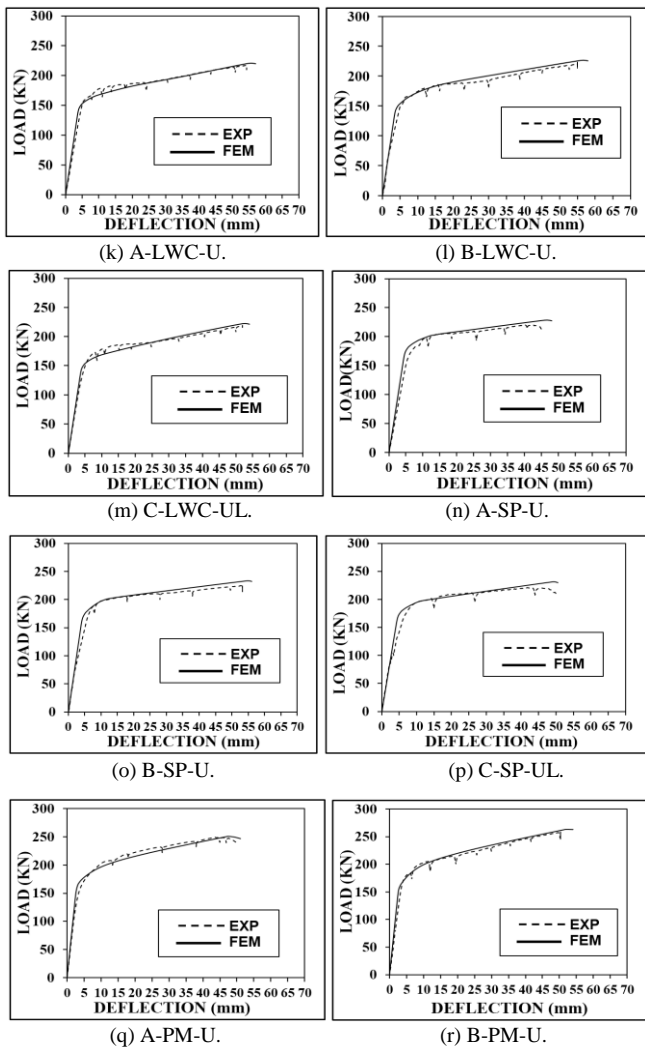 LOAD (KN)
300
250
200
150
100
50
0
EXP
FEM
0 5 10 15 20 25 30 35 40 45 50 55 60 65 70
DEFLECTION (mm)
(k) A-LWC-U.
LOAD (KN)
300
250
200
150
100
50
0
EXP
FEM
0 5 10 15 20 25 30 35 40 45 50 55 60 65 70
DEFLECTION (mm)
(l) B-LWC-U.
LOAD (KN)
300
250
200
150
100
50
0
EXP
FEM
0 5 10 15 20 25 30 35 40 45 50 55 60 65 70
DEFLECTION (mm)
(m) C-LWC-UL.
LOAD(KN)
300
250
200
150
100
50
0
EXP
FEM
0 5 10 15 20 25 30 35 40 45 50 55 60 65 70
DEFLECTION (mm)
(n) A-SP-U.
LOAD (KN)
300
250
200
150
100
50
0
EXP
FEM
0 5 10 15 20 25 30 35 40 45 50 55 60 65 70
DEFLECTION (mm)
(o) B-SP-U.
LOAD (KN)
300
250
200
150
100
50
0
EXP
FEM
0 5 10 15 20 25 30 35 40 45 50 55 60 65 70
DEFLECTION (mm)
(p) C-SP-UL.
LOAD (KN)
300
250
200
150
100
50
0
EXP
FEM
0 5 10 15 20 25 30 35 40 45 50 55 60 65 70
DEFLECTION (mm)
(q) A-PM-U.
LOAD (KN)
300
250
200
150
100
50
0
EXP
FEM
0 5 10 15 20 25 30 35 40 45 50 55 60 65 70
DEFLECTION (mm)
(r) B-PM-U.